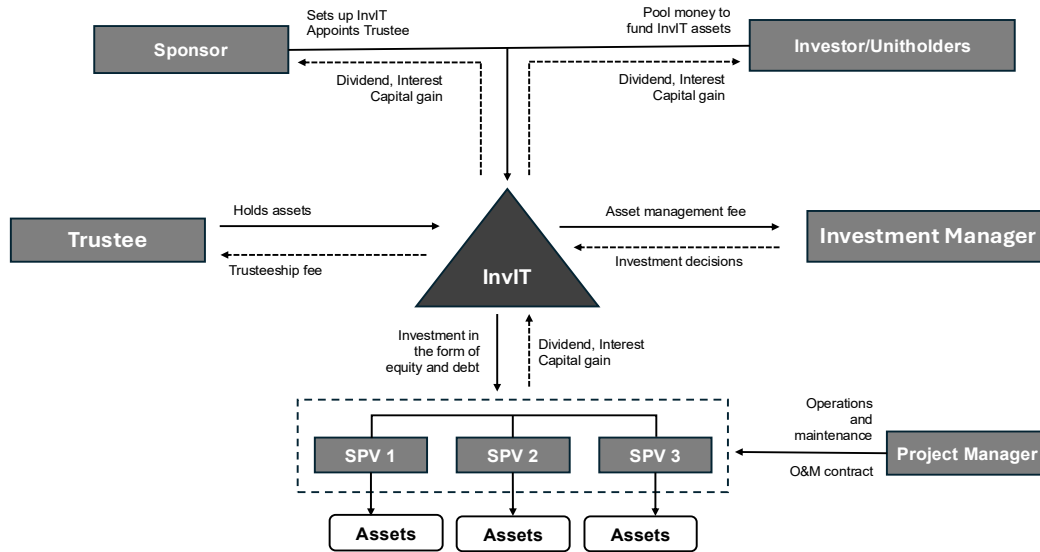 Sets up InvIT
Appoints Trustee
Pool money to
fund InvIT assets
Sponsor
Investor/Unitholders
Dividend, Interest
Capital gain
Dividend, Interest
Capital gain
Holds assets
Asset management fee
Trustee
Investment Manager
Trusteeship fee
Investment decisions
InvIT
Investment in
the form of
equity and debt
Dividend, Interest
Capital gain
Operations
and
maintenance
SPV 1
SPV 2
SPV 3
Project Manager
O&M contract
Assets
Assets
Assets